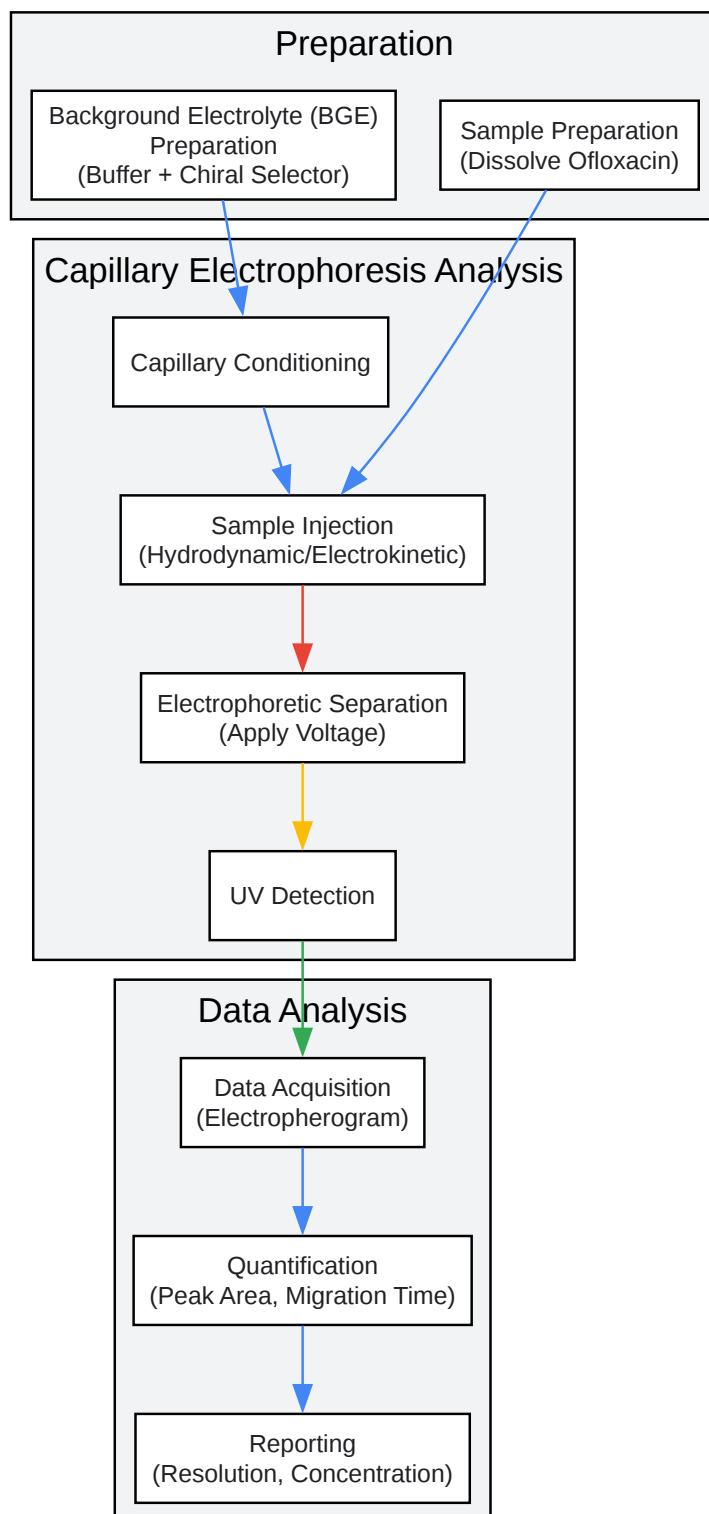 Preparation
Background Electrolyte (BGE)
Preparation
(Buffer + Chiral Selector)
Sample Preparation
(Dissolve Ofloxacin)
Capillary Electrophoresis Analysis
Capillary Conditioning
Sample Injection
(Hydrodynamic/Electrokinetic)
Electrophoretic Separation
(Apply Voltage)
UV Detection
Data Analysis
Data Acquisition
(Electropherogram)
Quantification
(Peak Area, Migration Time)
Reporting
(Resolution, Concentration)